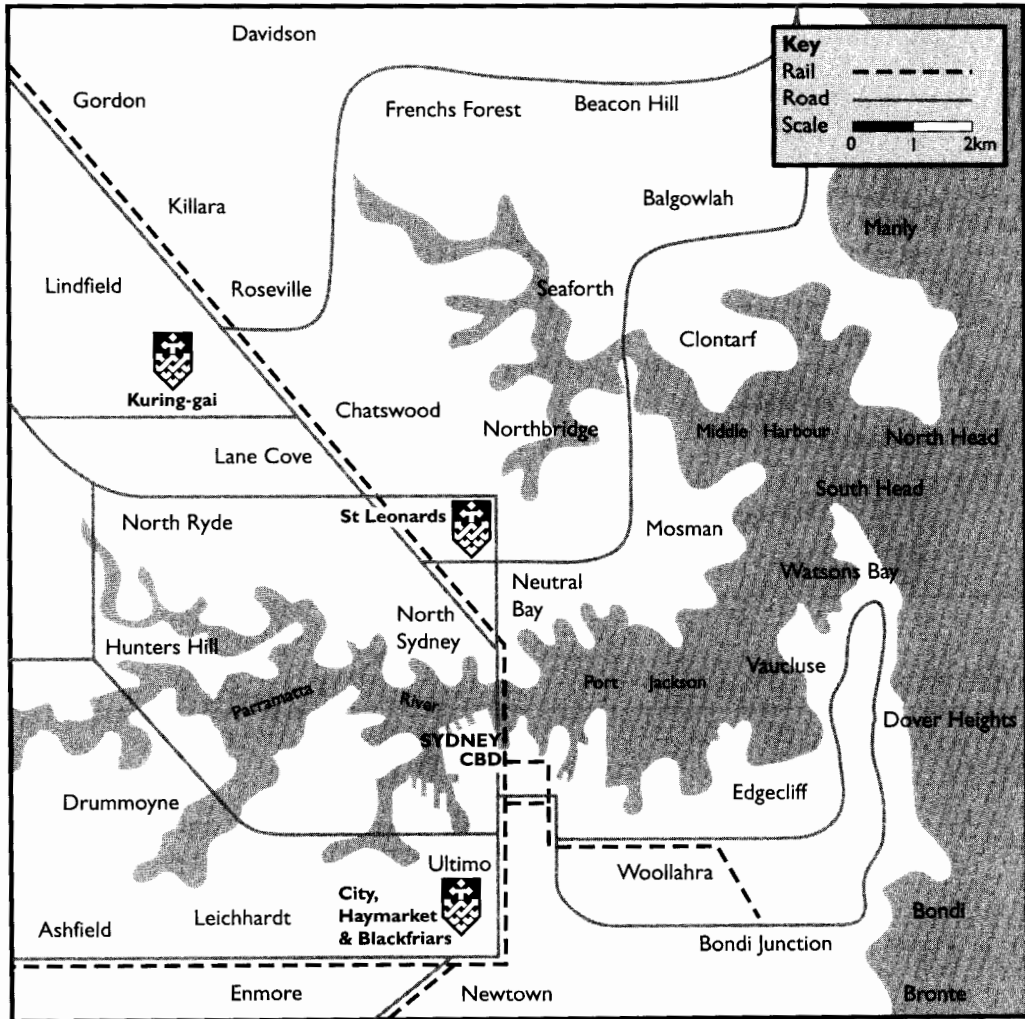 Davidson
Key
Rail
Road
Scale
0 1 2km
Gordon
Frenchs Forest
Beacon Hill
Killara
Balgowlah
Manly
Lindfield
Roseville
Seaforth
Clontarf
Kuring-gai
Chatswood
Northbridge
Middle Harbour
North Head
Lane Cove
South Head
North Ryde
St Leonards
Mosman
Watsons Bay
Neutral
Bay
North
Sydney
Hunters Hill
Vaucluse
Parramatta River
Port Jackson
Dover Heights
SYDNEY
CBD
Drummoyne
Edgecliff
Ultimo
Woollahra
City,
Haymarket
& Blackfriars
Leichhardt
Ashfield
Bondi
Bondi Junction
Enmore
Newtown
Bronte